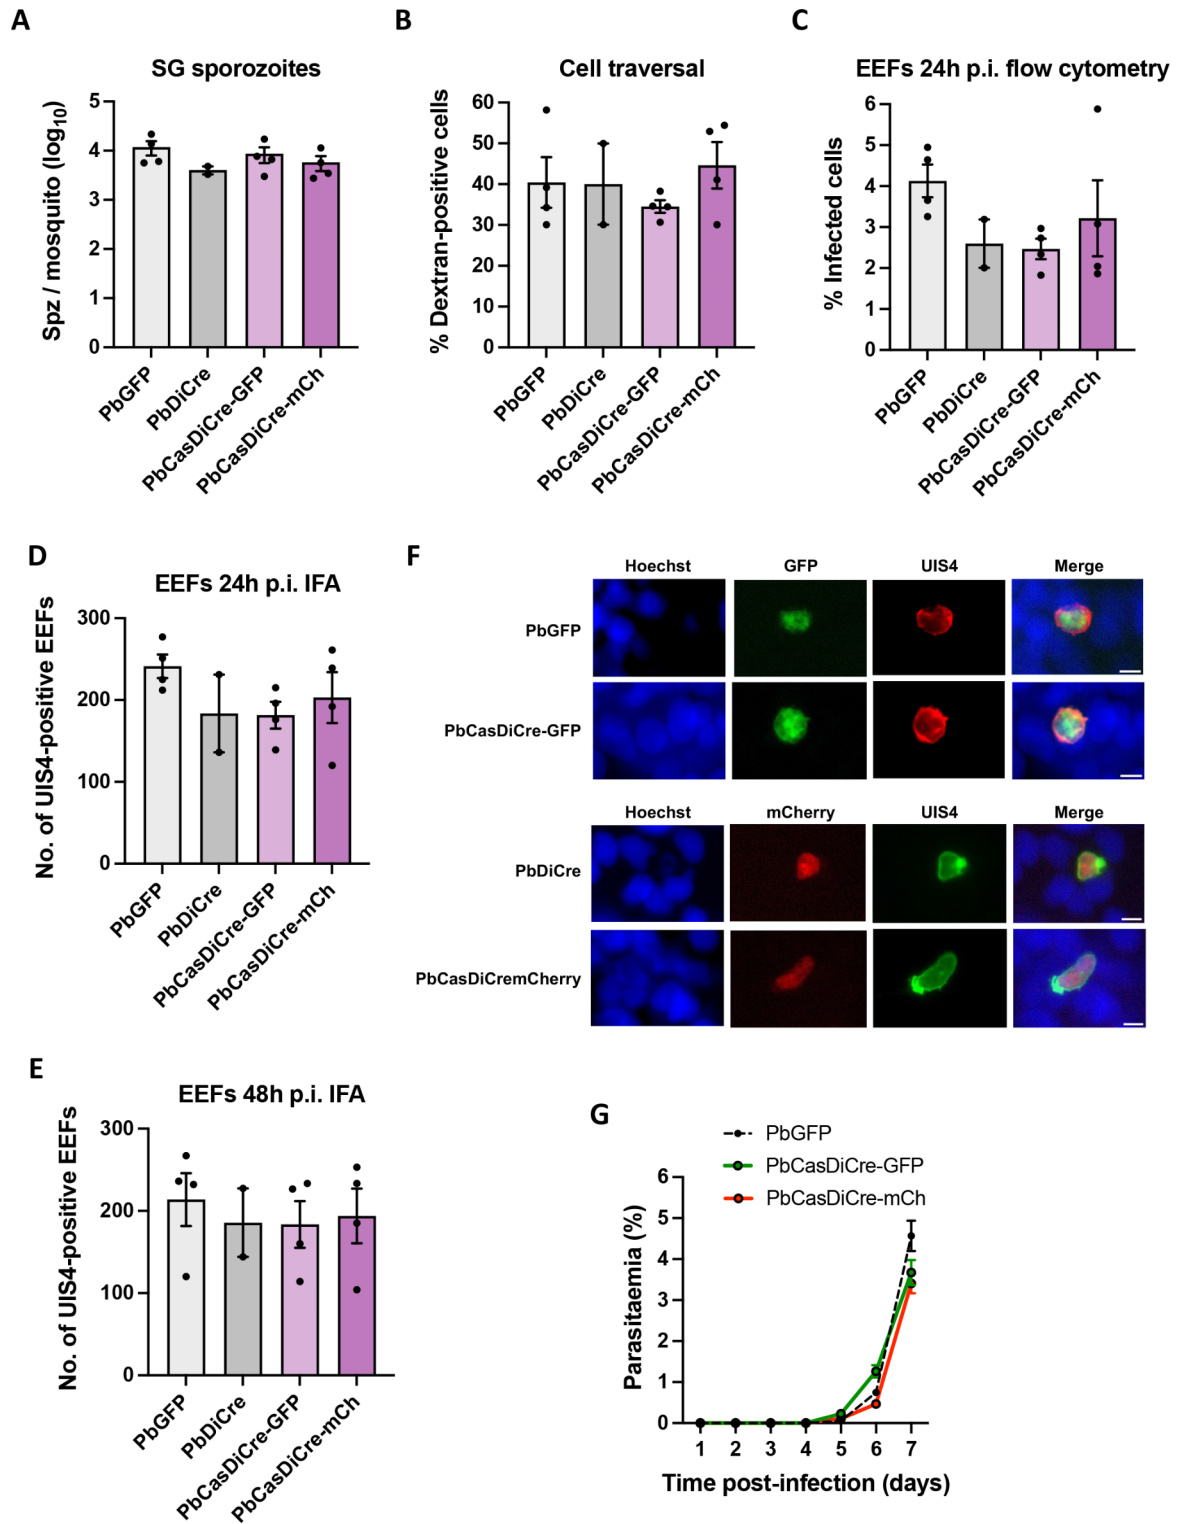 A
SG sporozoites
Spz / mosquito (log10)
5
4
3
2
1
0
PbGFP
PbDiCre
PbCasDiCre-GFP
PbCasDiCre-mCh
B
Cell traversal
% Dextran-positive cells
60
50
40
30
20
10
0
PbGFP
PbDiCre
PbCasDiCre-GFP
PbCasDiCre-mCh
C
EEFs 24h p.i. flow cytometry
% Infected cells
6
5
4
3
2
1
0
PbGFP
PbDiCre
PbCasDiCre-GFP
PbCasDiCre-mCh
D
EEFs 24h p.i. IFA
No. of UIS4-positive EEFs
300
200
100
0
PbGFP
PbDiCre
PbCasDiCre-GFP
PbCasDiCre-mCh
F
Hoechst GFP UIS4 Merge
PbGFP
PbCasDiCre-GFP
Hoechst mCherry UIS4 Merge
PbDiCre
PbCasDiCremCherry
E
EEFs 48h p.i. IFA
No. of UIS4-positive EEFs
300
200
100
0
PbGFP
PbDiCre
PbCasDiCre-GFP
PbCasDiCre-mCh
G
PbGFP
PbCasDiCre-GFP
PbCasDiCre-mCh
Parasitaemia (%)
6
5
4
3
2
1
0
1 2 3 4 5 6 7
Time post-infection (days)